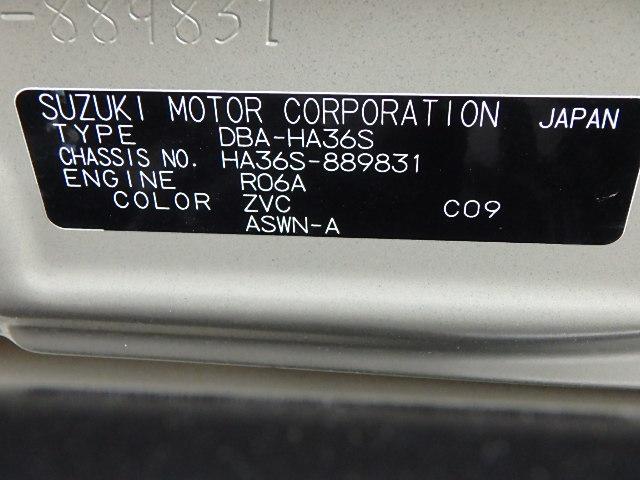 -889831
SUZUKI MOTOR CORPORATION JAPAN
TYPE DBA-HA36S
CHASSIS NO. HA36S-889831
ENGINE R06A
COLOR ZVC C09
ASWN-A